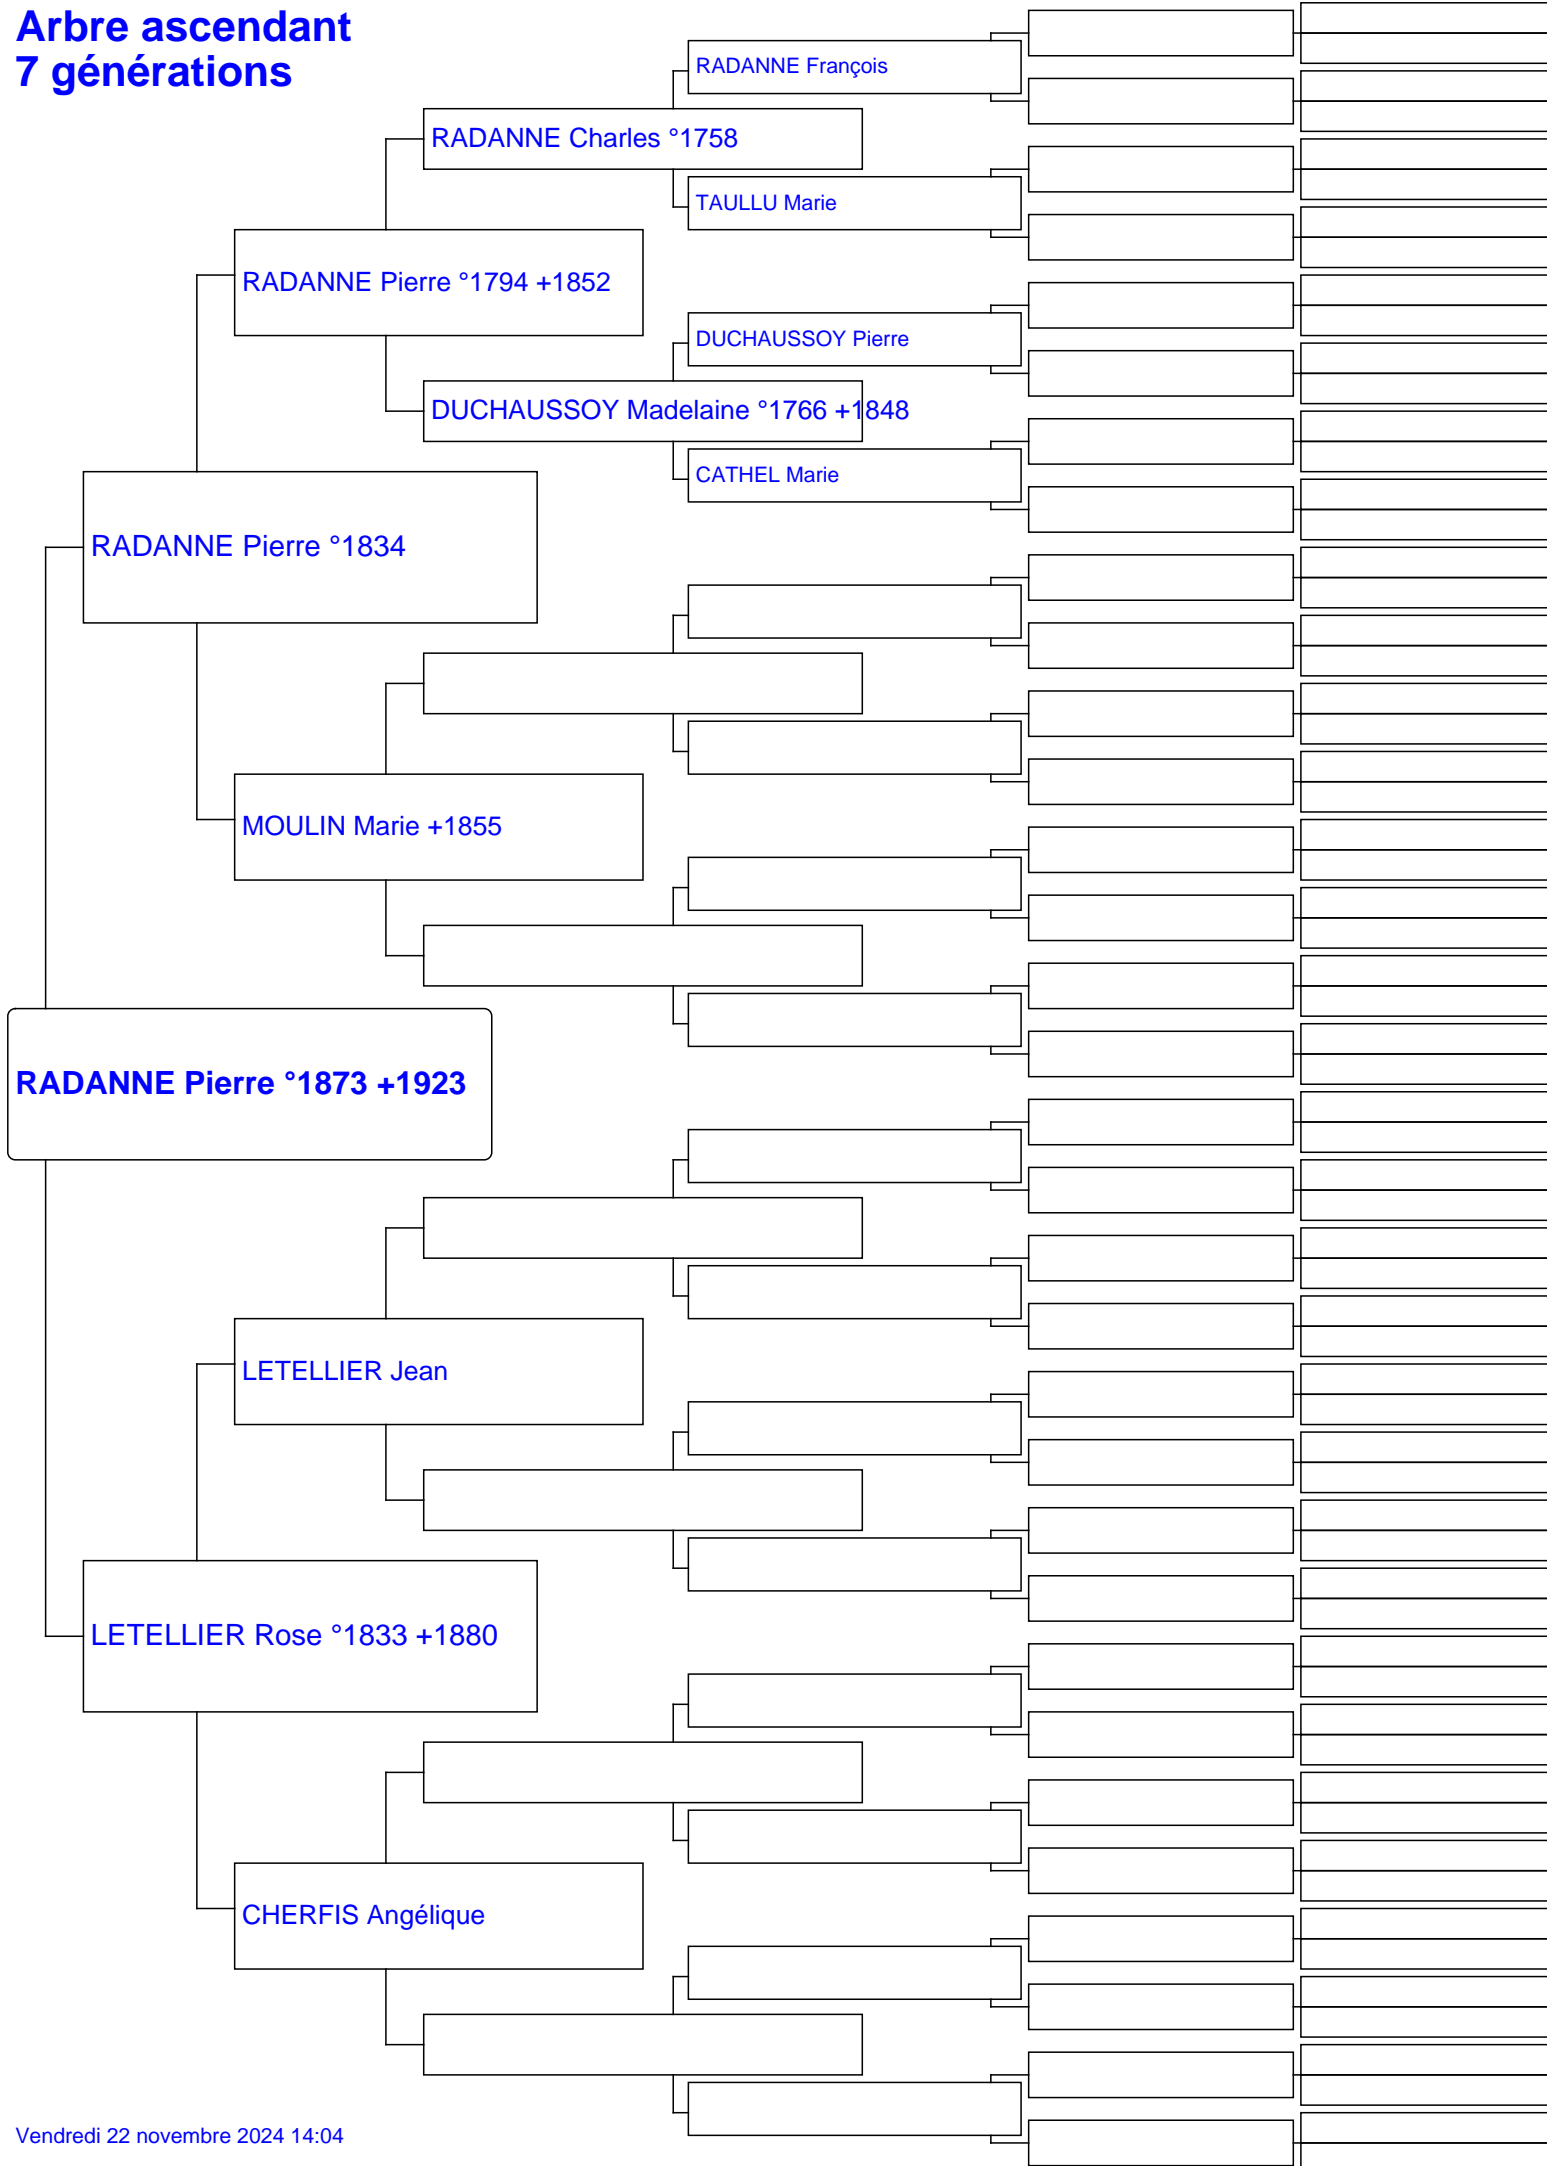 Arbre ascendant
7 générations
RADANNE François
RADANNE Charles °1758
TAULLU Marie
RADANNE Pierre °1794 +1852
DUCHAUSSOY Pierre
DUCHAUSSOY Madelaine °1766 +1848
CATHEL Marie
RADANNE Pierre °1834
MOULIN Marie +1855
RADANNE Pierre °1873 +1923
LETELLIER Jean
LETELLIER Rose °1833 +1880
CHERFIS Angélique
Vendredi 22 novembre 2024 14:04